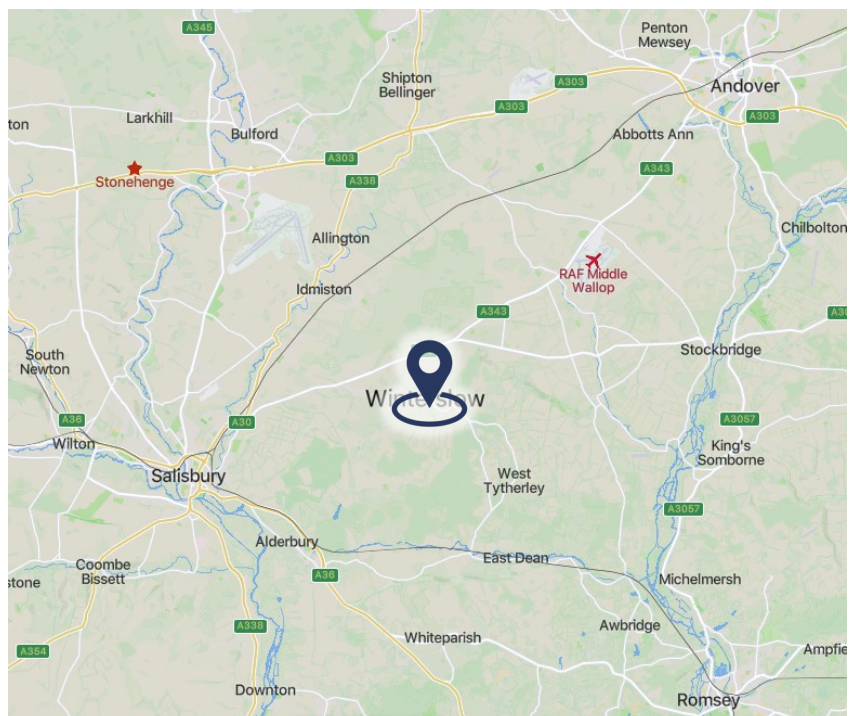 A345
Penton
Mewsey
Shipton
Bellinger
A303
Andover
A303
Larkhill
ton
Bulford
A303
Abbotts Ann
A303
Stonehenge
A338
A343
Allington
Chilbolton
RAF Middle
Wallop
Idmiston
A343
A30
South
Newton
Stockbridge
Winterslow
A36
A30
A3057
Wilton
King's
Somborne
Salisbury
West
Tytherley
A3057
Alderbury
East Dean
Coombe
Bissett
stone
A36
Michelmersh
A338
Awbridge
Whiteparish
A354
Ampfie
Downton
Romsey